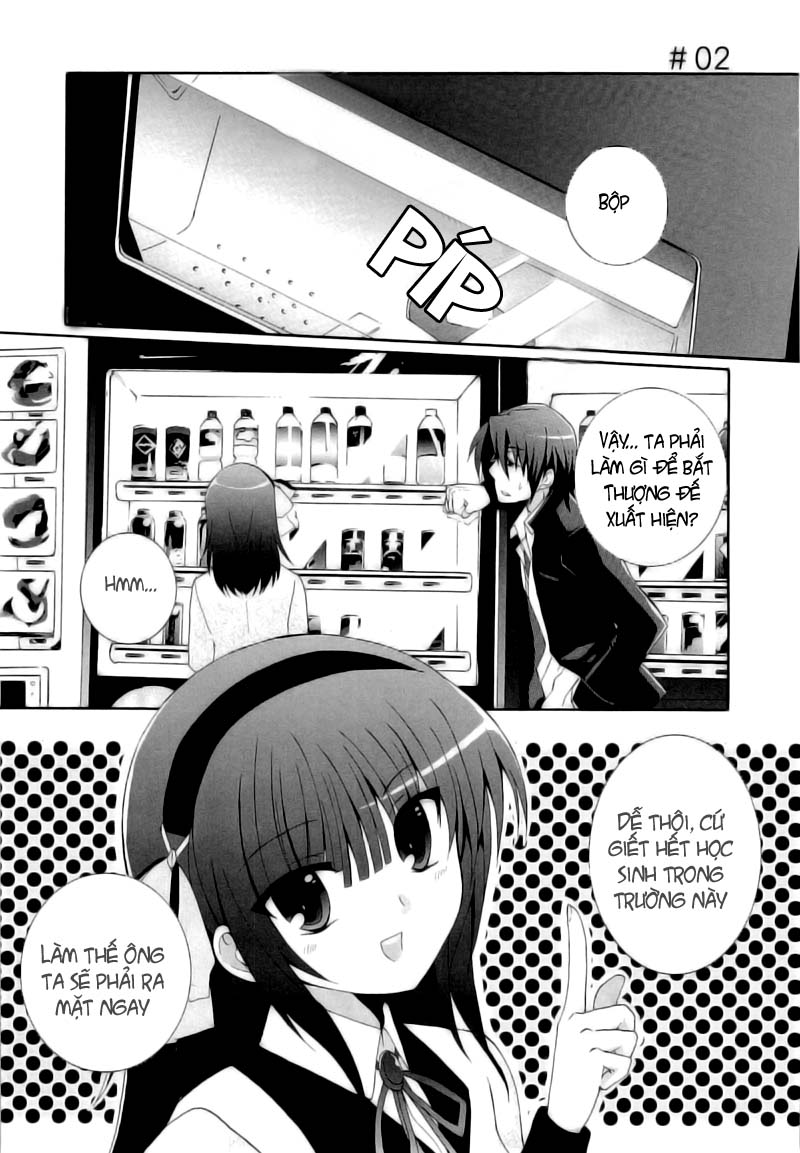 #02
BỘP
PÍP
VẬY... TA PHẢI
LÀM GÌ ĐỂ BẮT
THƯỢNG ĐẾ
XUẤT HIỆN?
HMM...
DỄ THÔI, CỨ
GIẾT HẾT HỌC
SINH TRONG
TRƯỜNG NÀY
LÀM THẾ ÔNG
TA SẼ PHẢI RA
MẶT NGAY